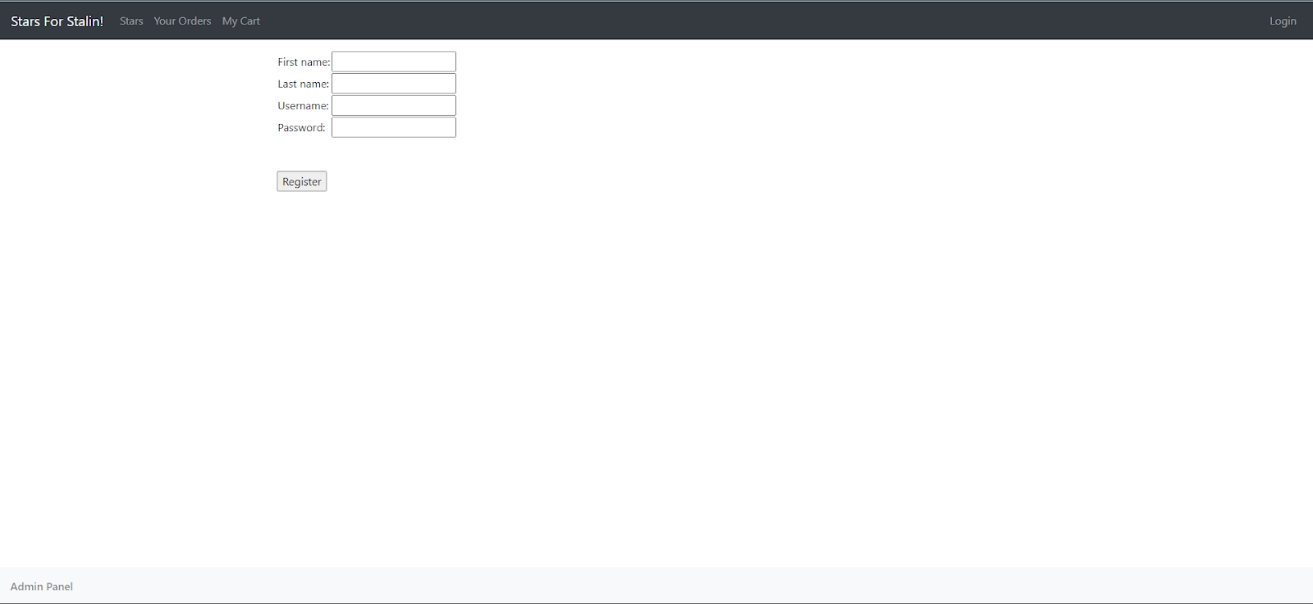 Stars For Stalin! Stars Your Orders My Cart Login
First name:
Last name:
Username:
Password:
Register
Admin Panel